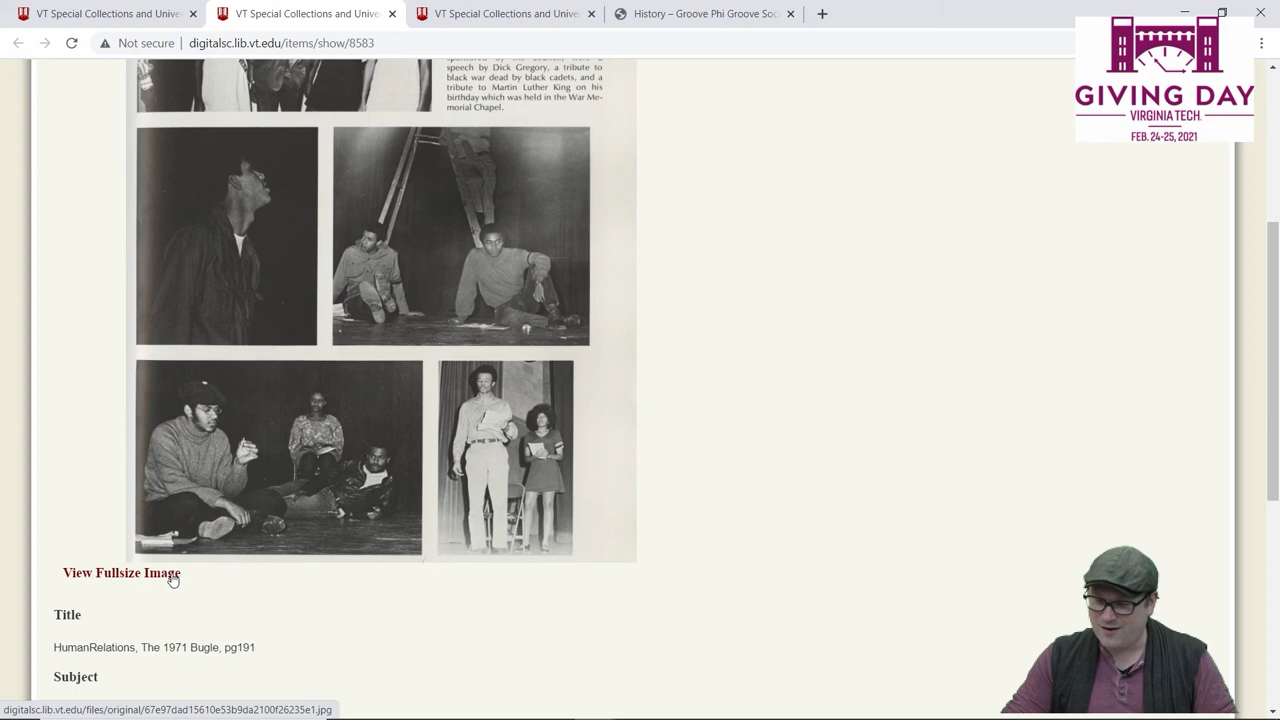 VT Special Collections and Unive
VT Special Collections and Unive
VT Special Collections and Unive
History – Groove Phi Groove Soc
Not secure
digitalsc.lib.vt.edu/items/show/8583
GIVING DAY
VIRGINIA TECH.
FEB. 24-25, 2021
speech by Dick Gregory, a tribute to
black war dead by black cadets, and a
tribute to Martin Luther King on his
birthday which was held in the War Me-
morial Chapel.
View Fullsize Image
Title
HumanRelations, The 1971 Bugle, pg191
Subject
digitalsc.lib.vt.edu/files/original/67e97dad15610e53b9da2100f26235e1.jpg